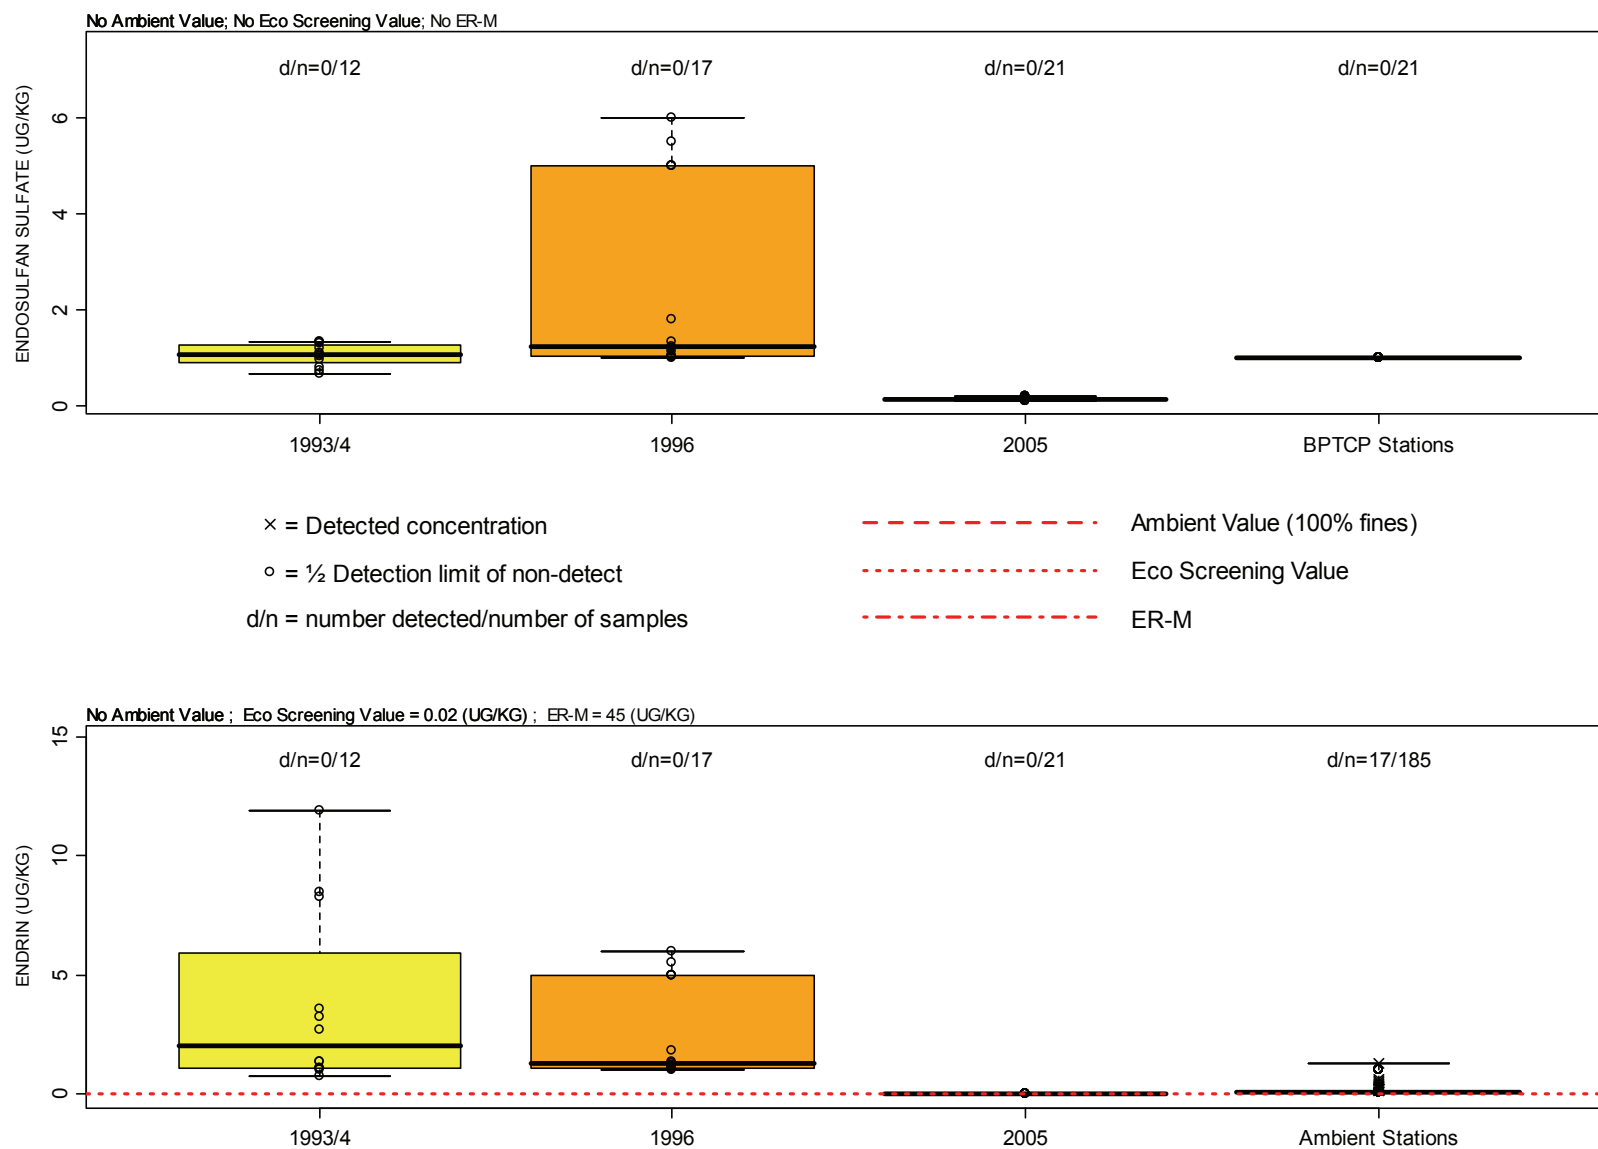 No Ambient Value; No Eco Screening Value; No ER-M
d/n=0/12 d/n=0/17 d/n=0/21 d/n=0/21
ENDOSULFAN SULFATE (UG/KG)
6
4
2
0
1993/4 1996 2005 BPTCP Stations
× = Detected concentration
○ = ½ Detection limit of non-detect
d/n = number detected/number of samples
Ambient Value (100% fines)
Eco Screening Value
ER-M
No Ambient Value ; Eco Screening Value = 0.02 (UG/KG) ; ER-M = 45 (UG/KG)
d/n=0/12 d/n=0/17 d/n=0/21 d/n=17/185
ENDRIN (UG/KG)
15
10
5
0
1993/4 1996 2005 Ambient Stations